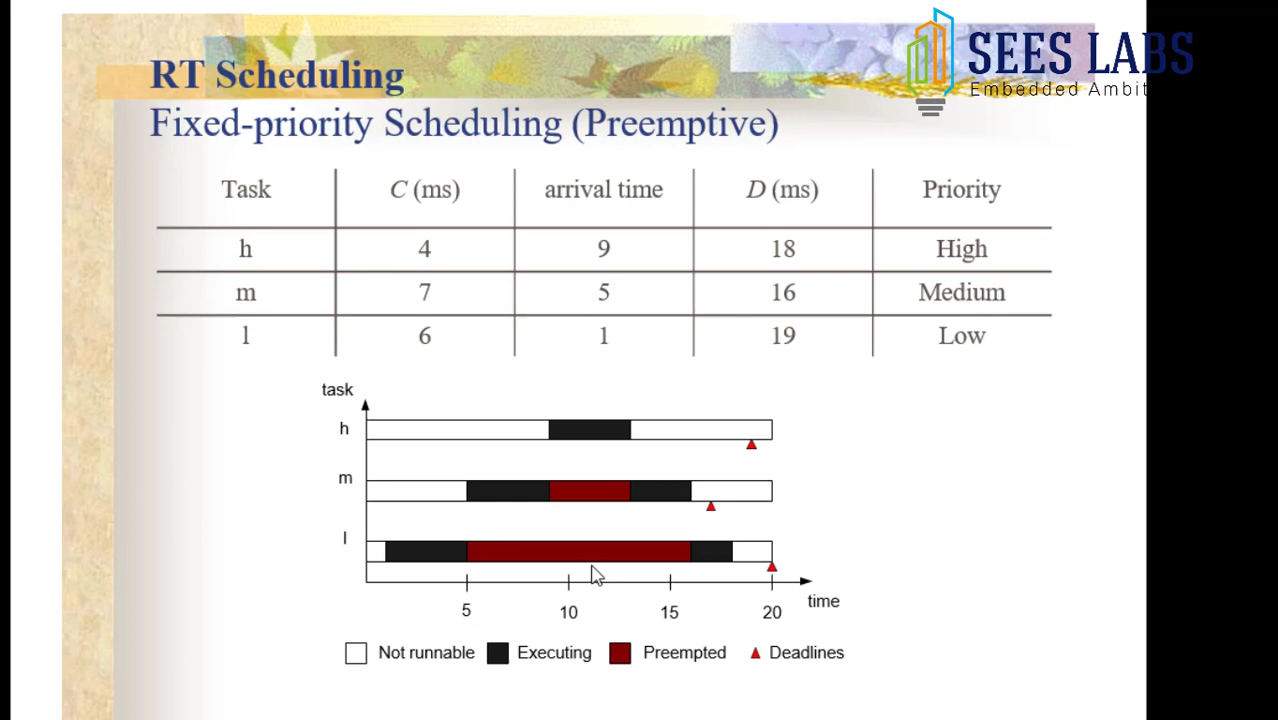 SEES LABS
Embedded Ambit
RT Scheduling
Fixed-priority Scheduling (Preemptive)
Task C (ms) arrival time D (ms) Priority
h 4 9 18 High
m 7 5 16 Medium
l 6 1 19 Low
task
h
m
l
5 10 15 20 time
Not runnable Executing Preempted Deadlines